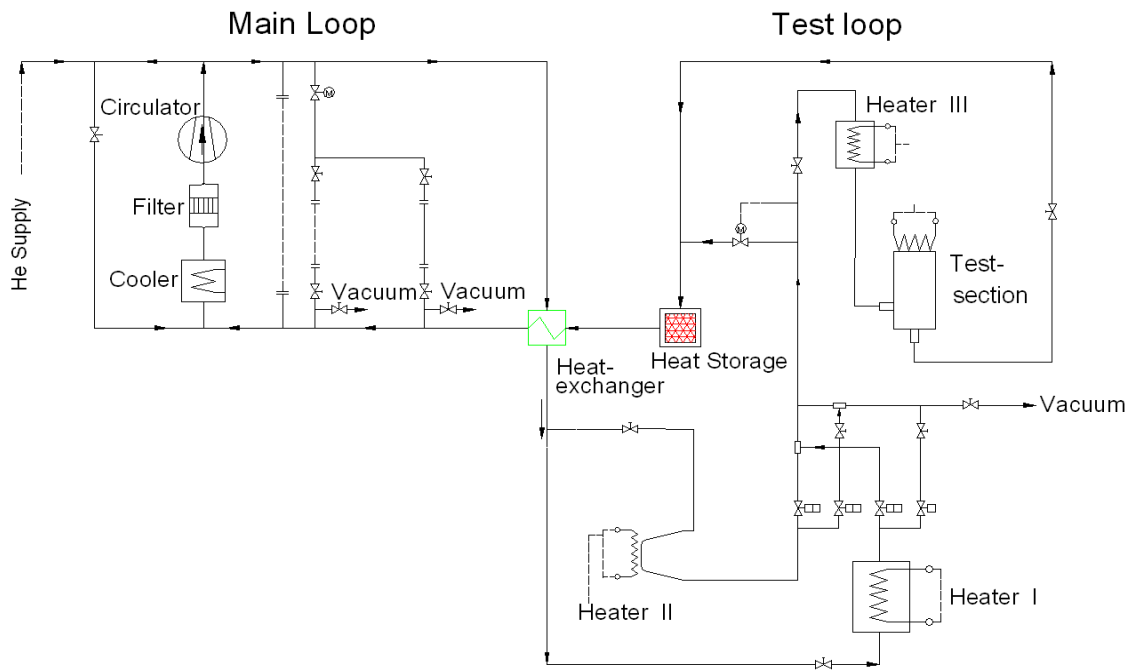 Main Loop
Test loop
Circulator
Heater III
M
He Supply
Filter
M
Test-
section
Cooler
Vacuum
Vacuum
Heat-
exchanger
Heat Storage
Vacuum
Heater II
Heater I